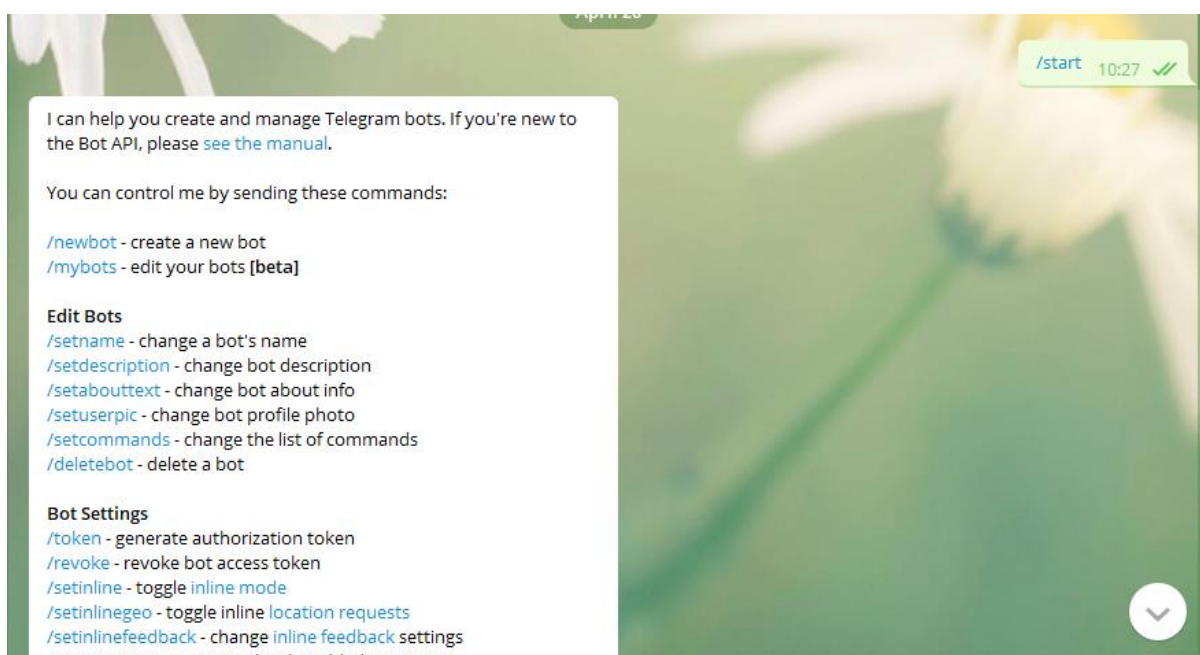 /start 10:27
I can help you create and manage Telegram bots. If you're new to
the Bot API, please see the manual.
You can control me by sending these commands:
/newbot - create a new bot
/mybots - edit your bots [beta]
Edit Bots
/setname - change a bot's name
/setdescription - change bot description
/setabouttext - change bot about info
/setuserpic - change bot profile photo
/setcommands - change the list of commands
/deletebot - delete a bot
Bot Settings
/token - generate authorization token
/revoke - revoke bot access token
/setinline - toggle inline mode
/setinlinegeo - toggle inline location requests
/setinlinefeedback - change inline feedback settings